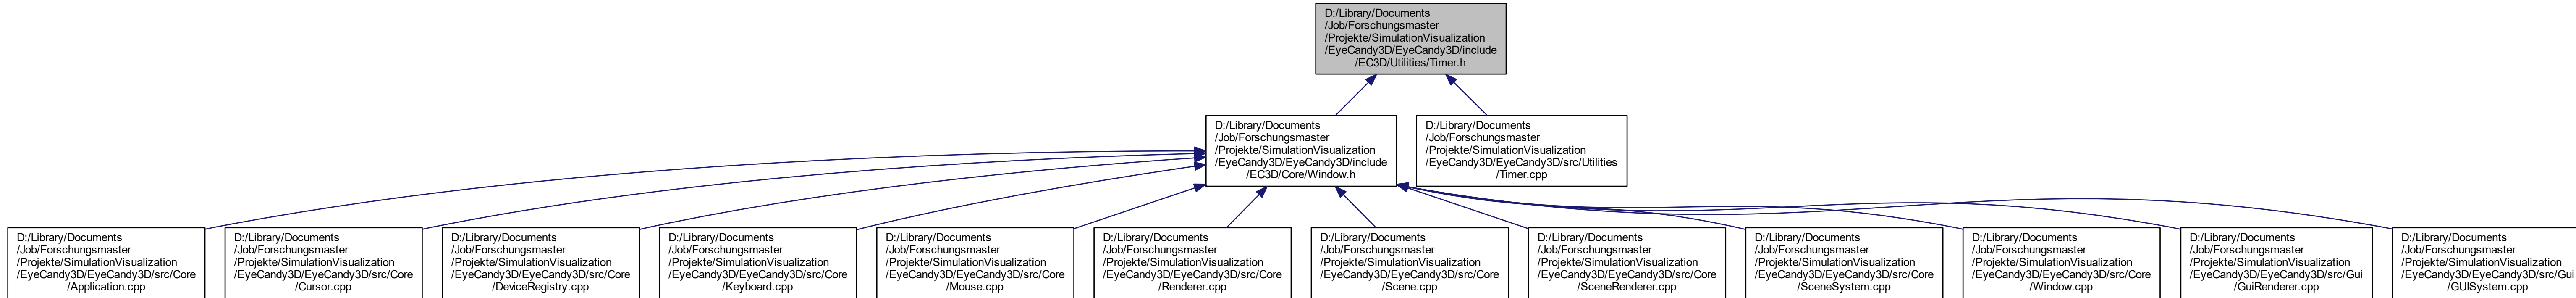 D:/Library/Documents
/Job/Forschungsmaster
/Projekte/SimulationVisualization
/EyeCandy3D/EyeCandy3D/include
/EC3D/Utilities/Timer.h
D:/Library/Documents
/Job/Forschungsmaster
/Projekte/SimulationVisualization
/EyeCandy3D/EyeCandy3D/include
/EC3D/Core/Window.h
D:/Library/Documents
/Job/Forschungsmaster
/Projekte/SimulationVisualization
/EyeCandy3D/EyeCandy3D/src/Utilities
/Timer.cpp
D:/Library/Documents
/Job/Forschungsmaster
/Projekte/SimulationVisualization
/EyeCandy3D/EyeCandy3D/src/Core
/Application.cpp
D:/Library/Documents
/Job/Forschungsmaster
/Projekte/SimulationVisualization
/EyeCandy3D/EyeCandy3D/src/Core
/Cursor.cpp
D:/Library/Documents
/Job/Forschungsmaster
/Projekte/SimulationVisualization
/EyeCandy3D/EyeCandy3D/src/Core
/DeviceRegistry.cpp
D:/Library/Documents
/Job/Forschungsmaster
/Projekte/SimulationVisualization
/EyeCandy3D/EyeCandy3D/src/Core
/Keyboard.cpp
D:/Library/Documents
/Job/Forschungsmaster
/Projekte/SimulationVisualization
/EyeCandy3D/EyeCandy3D/src/Core
/Mouse.cpp
D:/Library/Documents
/Job/Forschungsmaster
/Projekte/SimulationVisualization
/EyeCandy3D/EyeCandy3D/src/Core
/Renderer.cpp
D:/Library/Documents
/Job/Forschungsmaster
/Projekte/SimulationVisualization
/EyeCandy3D/EyeCandy3D/src/Core
/Scene.cpp
D:/Library/Documents
/Job/Forschungsmaster
/Projekte/SimulationVisualization
/EyeCandy3D/EyeCandy3D/src/Core
/SceneRenderer.cpp
D:/Library/Documents
/Job/Forschungsmaster
/Projekte/SimulationVisualization
/EyeCandy3D/EyeCandy3D/src/Core
/SceneSystem.cpp
D:/Library/Documents
/Job/Forschungsmaster
/Projekte/SimulationVisualization
/EyeCandy3D/EyeCandy3D/src/Core
/Window.cpp
D:/Library/Documents
/Job/Forschungsmaster
/Projekte/SimulationVisualization
/EyeCandy3D/EyeCandy3D/src/Gui
/GuiRenderer.cpp
D:/Library/Documents
/Job/Forschungsmaster
/Projekte/SimulationVisualization
/EyeCandy3D/EyeCandy3D/src/Gui
/GUISystem.cpp